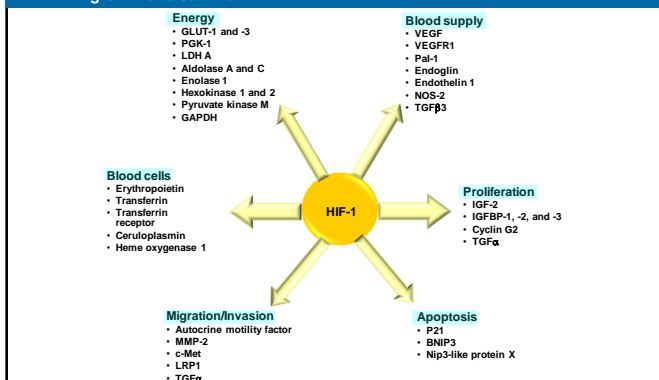 Energy
• GLUT-1 and -3
• PGK-1
• LDH A
• Aldolase A and C
• Enolase 1
• Hexokinase 1 and 2
• Pyruvate kinase M
• GAPDH
Blood supply
• VEGF
• VEGFR1
• Pal-1
• Endoglin
• Endothelin 1
• NOS-2
• TGFβ3
Blood cells
• Erythropoietin
• Transferrin
• Transferrin
receptor
• Ceruloplasmin
• Heme oxygenase 1
HIF-1
Proliferation
• IGF-2
• IGFBP-1, -2, and -3
• Cyclin G2
• TGFα
Migration/Invasion
• Autocrine motility factor
• MMP-2
• c-Met
• LRP1
• TGFα
Apoptosis
• P21
• BNIP3
• Nip3-like protein X